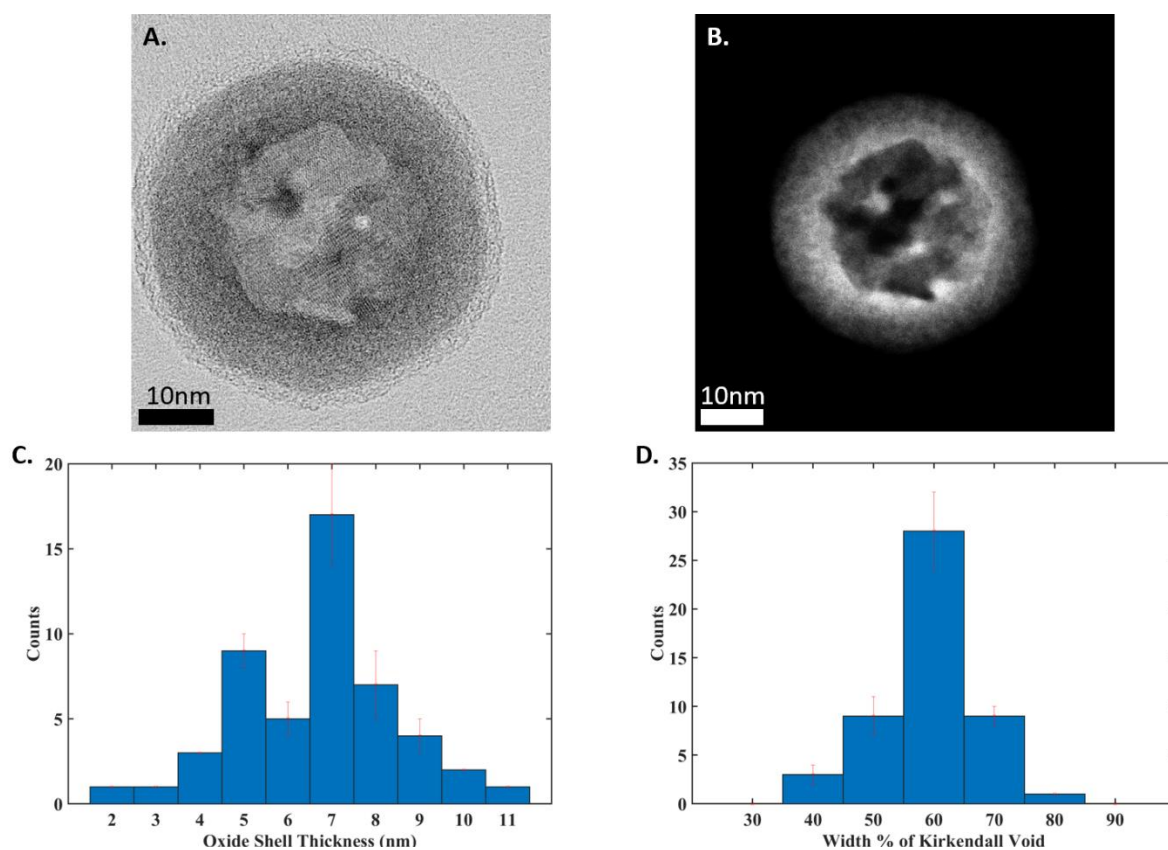 A.
10nm
B.
10nm
C.
20
15
10
5
0
Counts
2 3 4 5 6 7 8 9 10 11
Oxide Shell Thickness (nm)
D.
35
30
25
20
15
10
5
0
Counts
30 40 50 60 70 80 90
Width % of Kirkendall Void